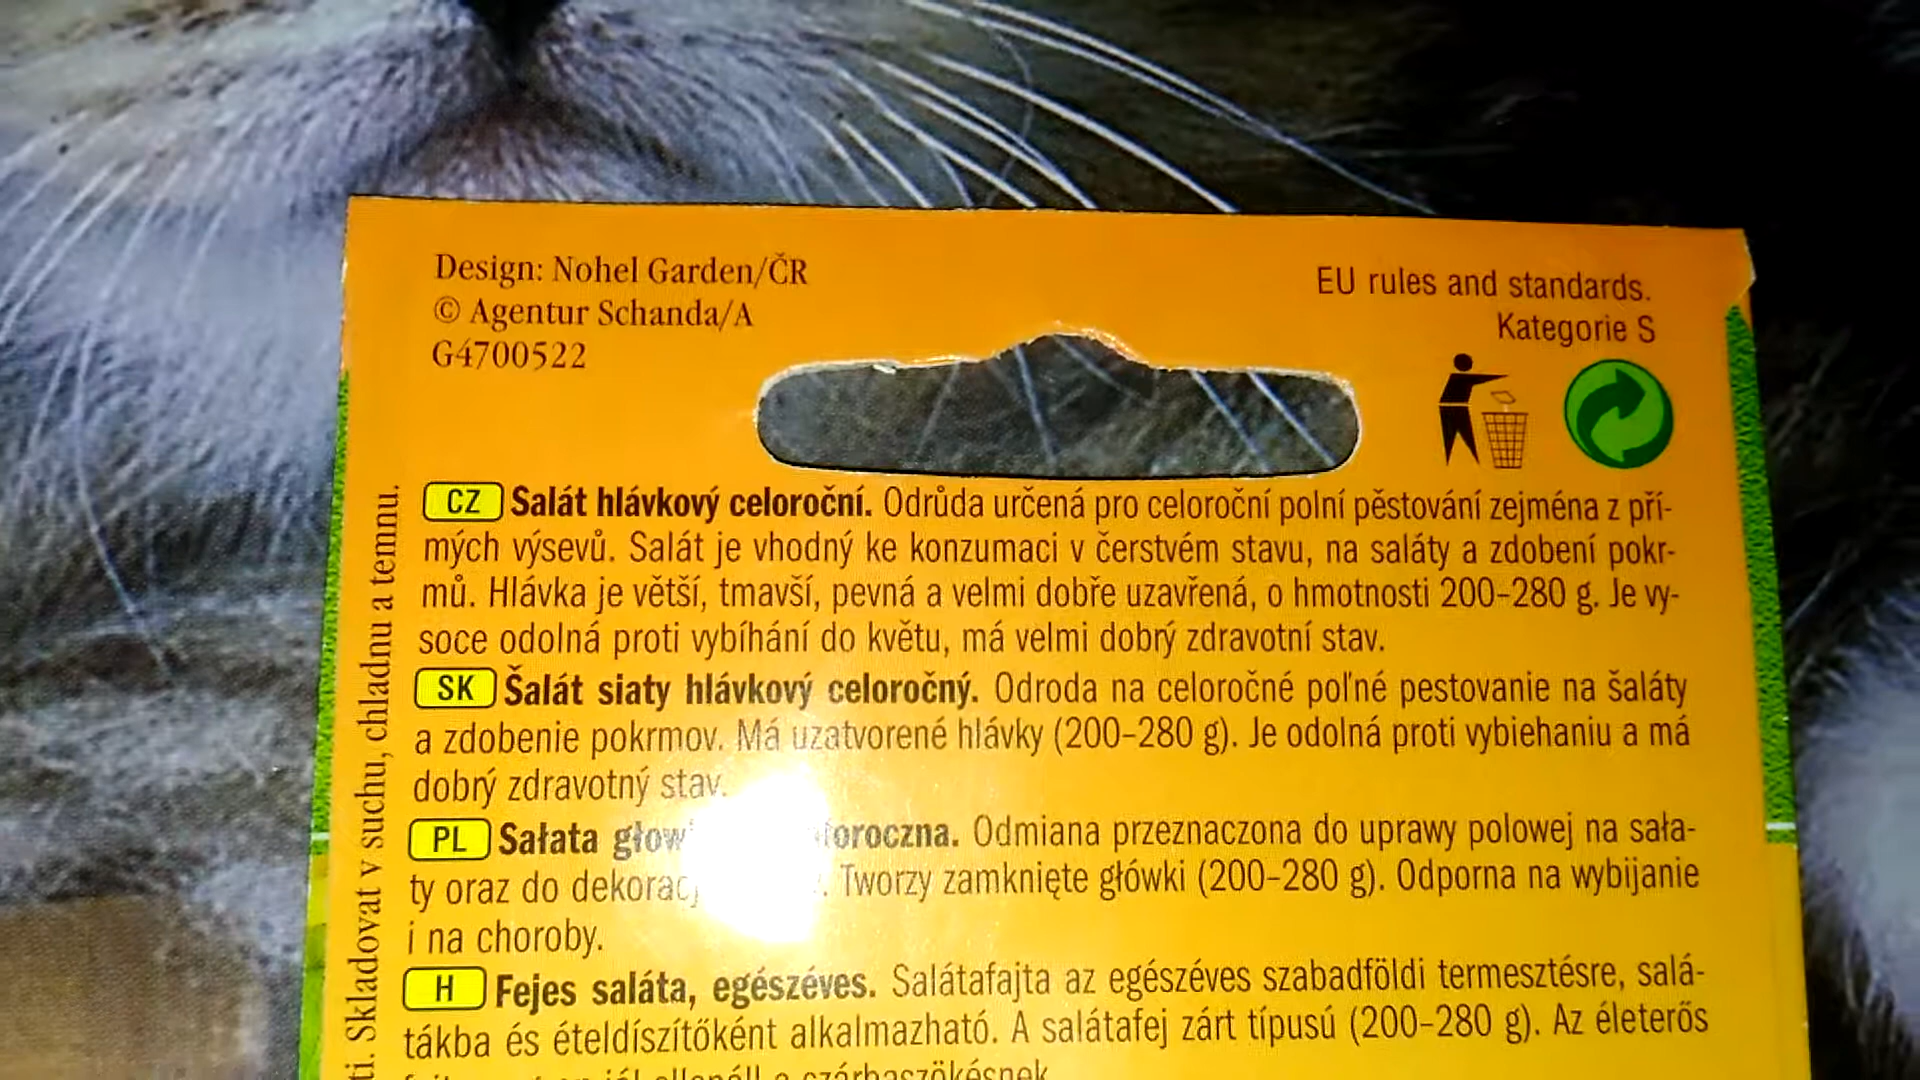 Design: Nohel Garden/ČR
© Agentur Schanda/A
G4700522
EU rules and standards.
Kategorie S
CZ Salát hlávkový celoroční. Odrůda určená pro celoroční polní pěstování zejména z pří-
mých výsevů. Salát je vhodný ke konzumaci v čerstvém stavu, na saláty a zdobení pokr-
mů. Hlávka je větší, tmavší, pevná a velmi dobře uzavřená, o hmotnosti 200–280 g. Je vy-
soce odolná proti vybíhání do květu, má velmi dobrý zdravotní stav.
SK Šalát siaty hlávkový celoročný. Odroda na celoročné poľné pestovanie na šaláty
a zdobenie pokrmov. Má uzatvorené hlávky (200–280 g). Je odolná proti vybiehaniu a má
dobrý zdravotný stav.
PL Sałata Odmiana przeznaczona do uprawy polowej na sała-
ty oraz do Tworzy zamknięte główki (200–280 g). Odporna na wybijanie
i na choroby.
H Fejes saláta, egészéves. Salátafajta az egészéves szabadföldi termesztésre, salá-
tákba és ételdíszítőként alkalmazható. A salátafej zárt típusú (200–280 g). Az életerős
Skladovat v suchu, chladnu a temnu.